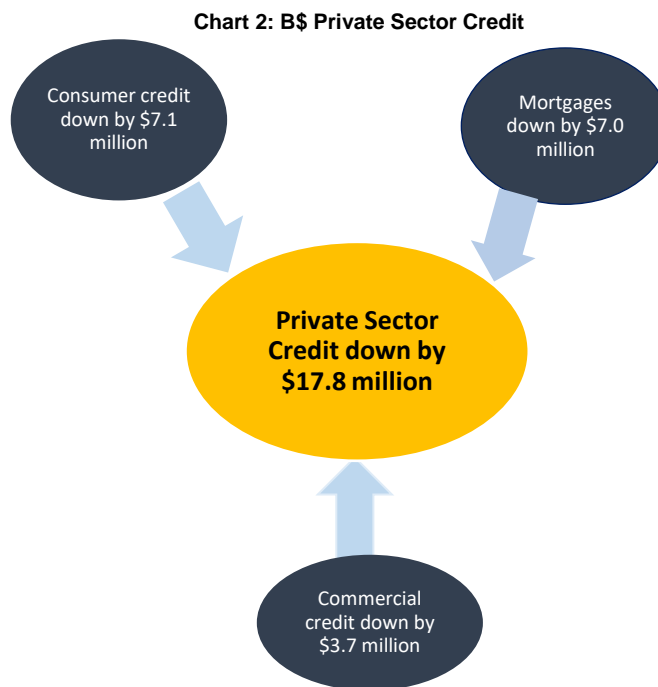 Chart 2: B$ Private Sector Credit
Consumer credit
down by $7.1
million
Mortgages
down by $7.0
million
Private Sector
Credit down by
$17.8 million
Commercial
credit down by
$3.7 million